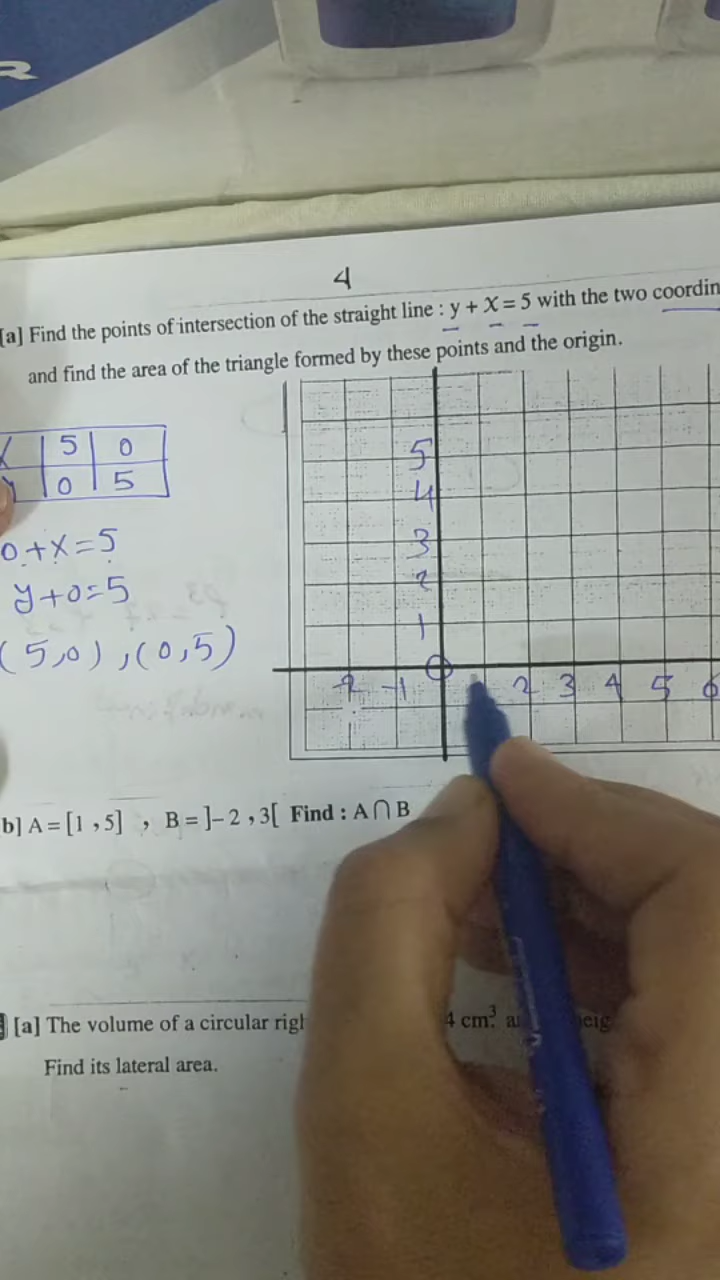 R
4
[a] Find the points of intersection of the straight line : y + x = 5 with the two coordin
and find the area of the triangle formed by these points and the origin.
x 5 0
y 0 5
0 + x = 5
y + 0 = 5
(5,0) , (0,5)
5
4
3
2
1
-2 -1 2 3 4 5 6
b] A = [1 , 5] , B = ]– 2 , 3[ Find : A ∩ B
[a] The volume of a circular righ 4 cm³. a eig
Find its lateral area.